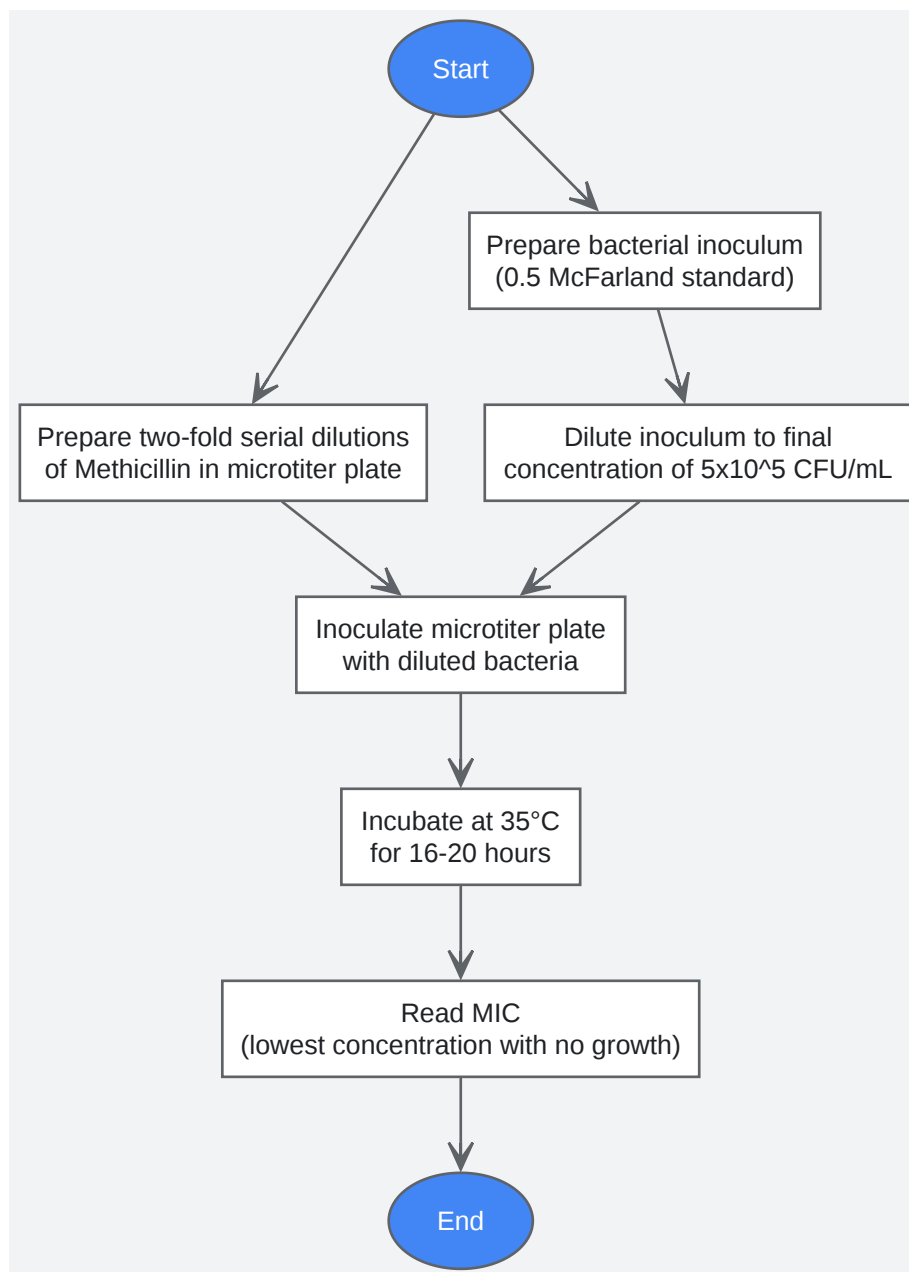 Start
Prepare bacterial inoculum
(0.5 McFarland standard)
Prepare two-fold serial dilutions
of Methicillin in microtiter plate
Dilute inoculum to final
concentration of 5x10^5 CFU/mL
Inoculate microtiter plate
with diluted bacteria
Incubate at 35°C
for 16-20 hours
Read MIC
(lowest concentration with no growth)
End